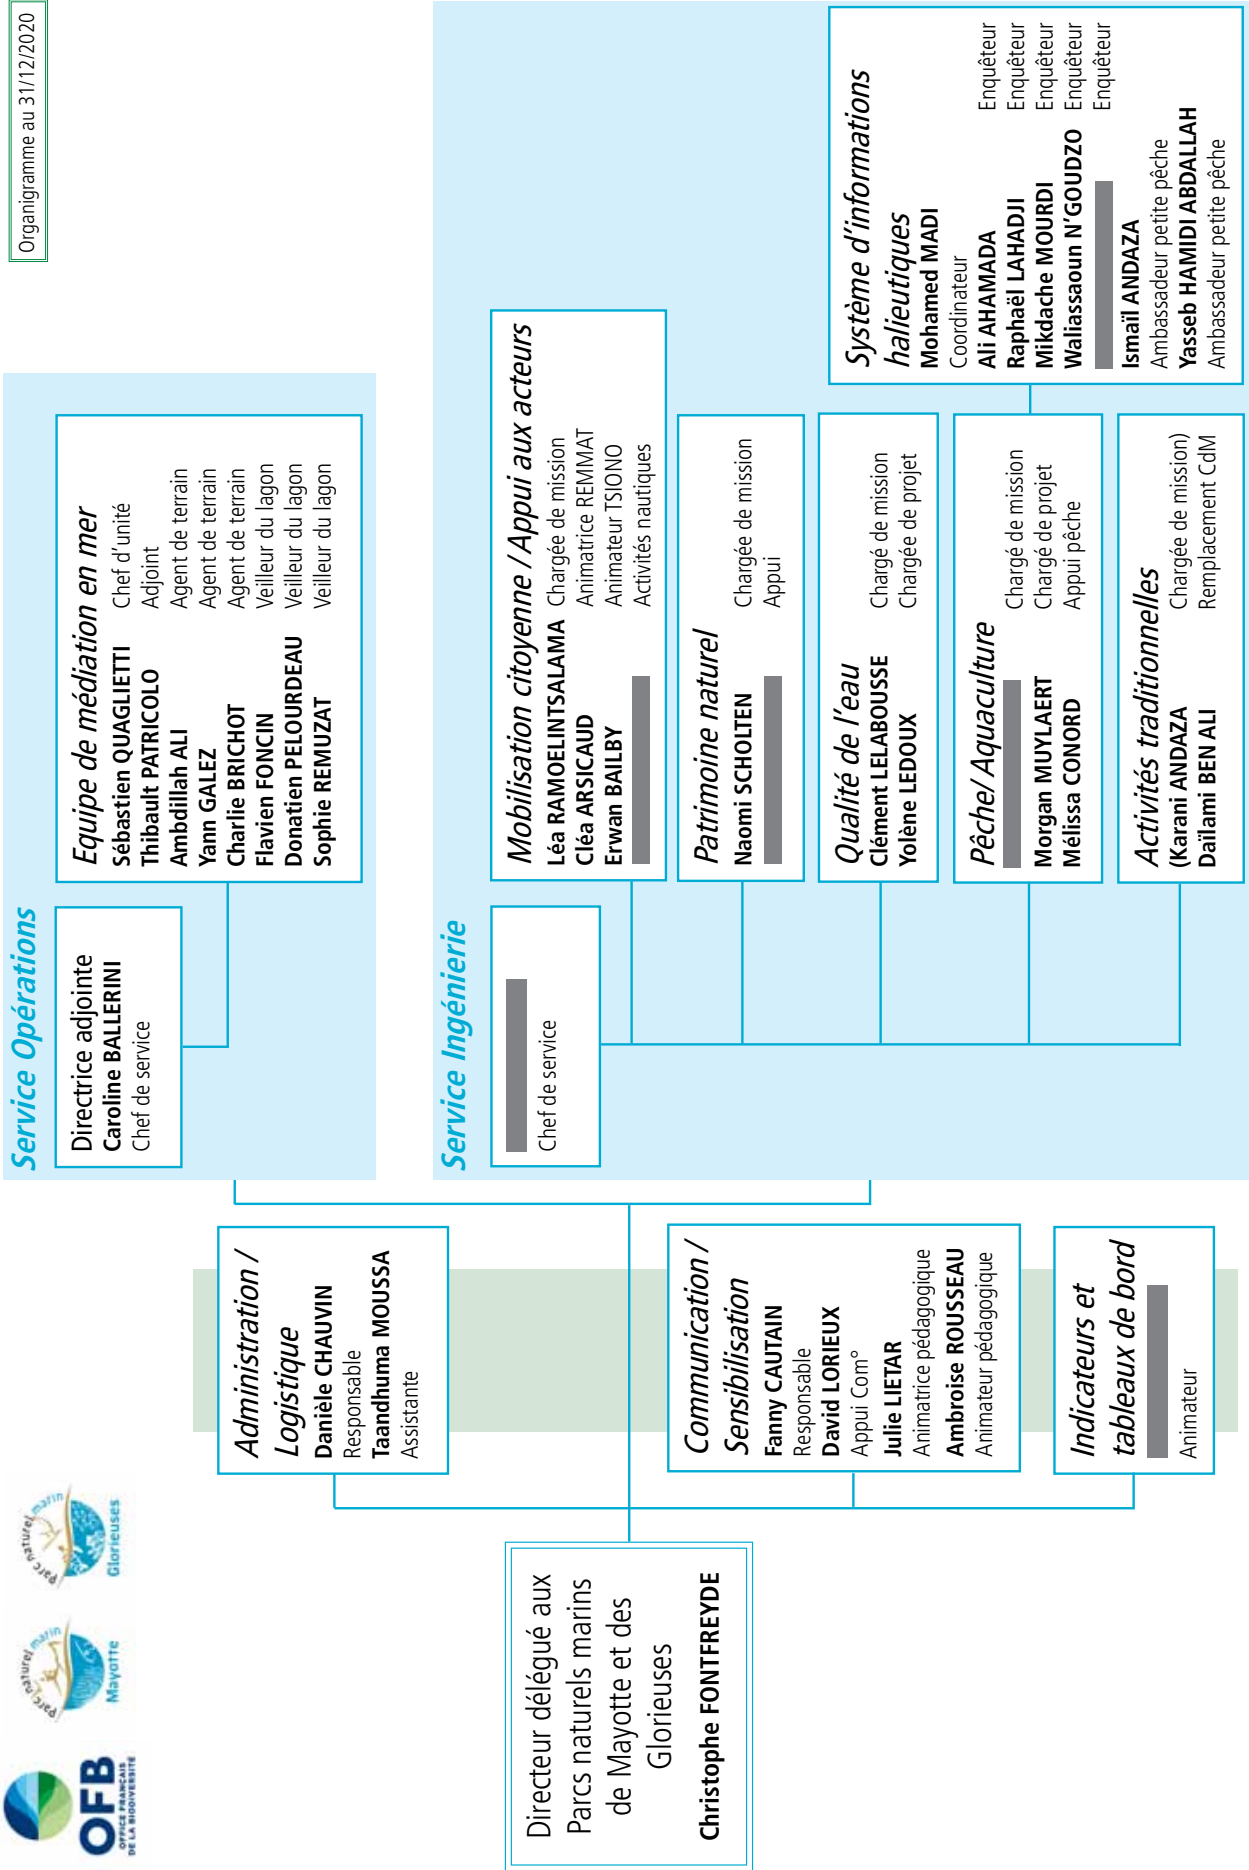 OFB
OFFICE FRANÇAIS
DE LA BIODIVERSITÉ
parc naturel marin
Mayotte
parc naturel marin
Glorieuses
Organigramme au 31/12/2020
Directeur délégué aux
Parcs naturels marins
de Mayotte et des
Glorieuses
Christophe FONTFREYDE
Administration /
Logistique
Danièle CHAUVIN
Responsable
Taandhuma MOUSSA
Assistante
Communication /
Sensibilisation
Fanny CAUTAIN
Responsable
David LORIEUX
Appui Com°
Julie LIETAR
Animatrice pédagogique
Ambroise ROUSSEAU
Animateur pédagogique
Indicateurs et
tableaux de bord
Animateur
Service Opérations
Directrice adjointe
Caroline BALLERINI
Chef de service
Equipe de médiation en mer
Sébastien QUAGLIETTI Chef d'unité
Thibault PATRICOLO Adjoint
Ambdillah ALI Agent de terrain
Yann GALEZ Agent de terrain
Charlie BRICHOT Agent de terrain
Flavien FONCIN Veilleur du lagon
Donatien PELOURDEAU Veilleur du lagon
Sophie REMUZAT Veilleur du lagon
Service Ingénierie
Chef de service
Mobilisation citoyenne / Appui aux acteurs
Léa RAMOELINTSALAMA Chargée de mission
Cléa ARSICAUD Animatrice REMMAT
Erwan BAILBY Animateur TSIONO
Activités nautiques
Patrimoine naturel
Naomi SCHOLTEN Chargée de mission
Appui
Qualité de l'eau
Clément LELABOUSSE Chargé de mission
Yolène LEDOUX Chargée de projet
Pêche/ Aquaculture
Chargé de mission
Morgan MUYLAERT Chargé de projet
Mélissa CONORD Appui pêche
Activités traditionnelles
(Karani ANDAZA Chargée de mission)
Dailami BEN ALI Remplacement CdM
Système d'informations
halieutiques
Mohamed MADI
Coordinateur
Ali AHAMADA Enquêteur
Raphaël LAHADJI Enquêteur
Mikdache MOURDI Enquêteur
Waliassaoun N'GOUDZO Enquêteur
Enquêteur
Ismaïl ANDAZA
Ambassadeur petite pêche
Yasseb HAMIDI ABDALLAH
Ambassadeur petite pêche